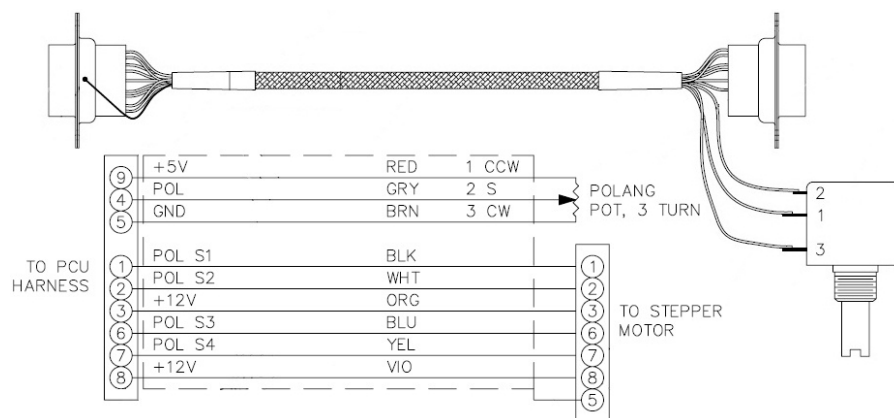 +5V RED 1 CCW
9
POL GRY 2 S
4
GND BRN 3 CW
5
POLANG
POT, 3 TURN
2
1
3
TO PCU
HARNESS
POL S1 BLK
1 1
POL S2 WHT
2 2
+12V ORG
3 3
POL S3 BLU
6 6
POL S4 YEL
7 7
+12V VIO
8 8
5
TO STEPPER
MOTOR